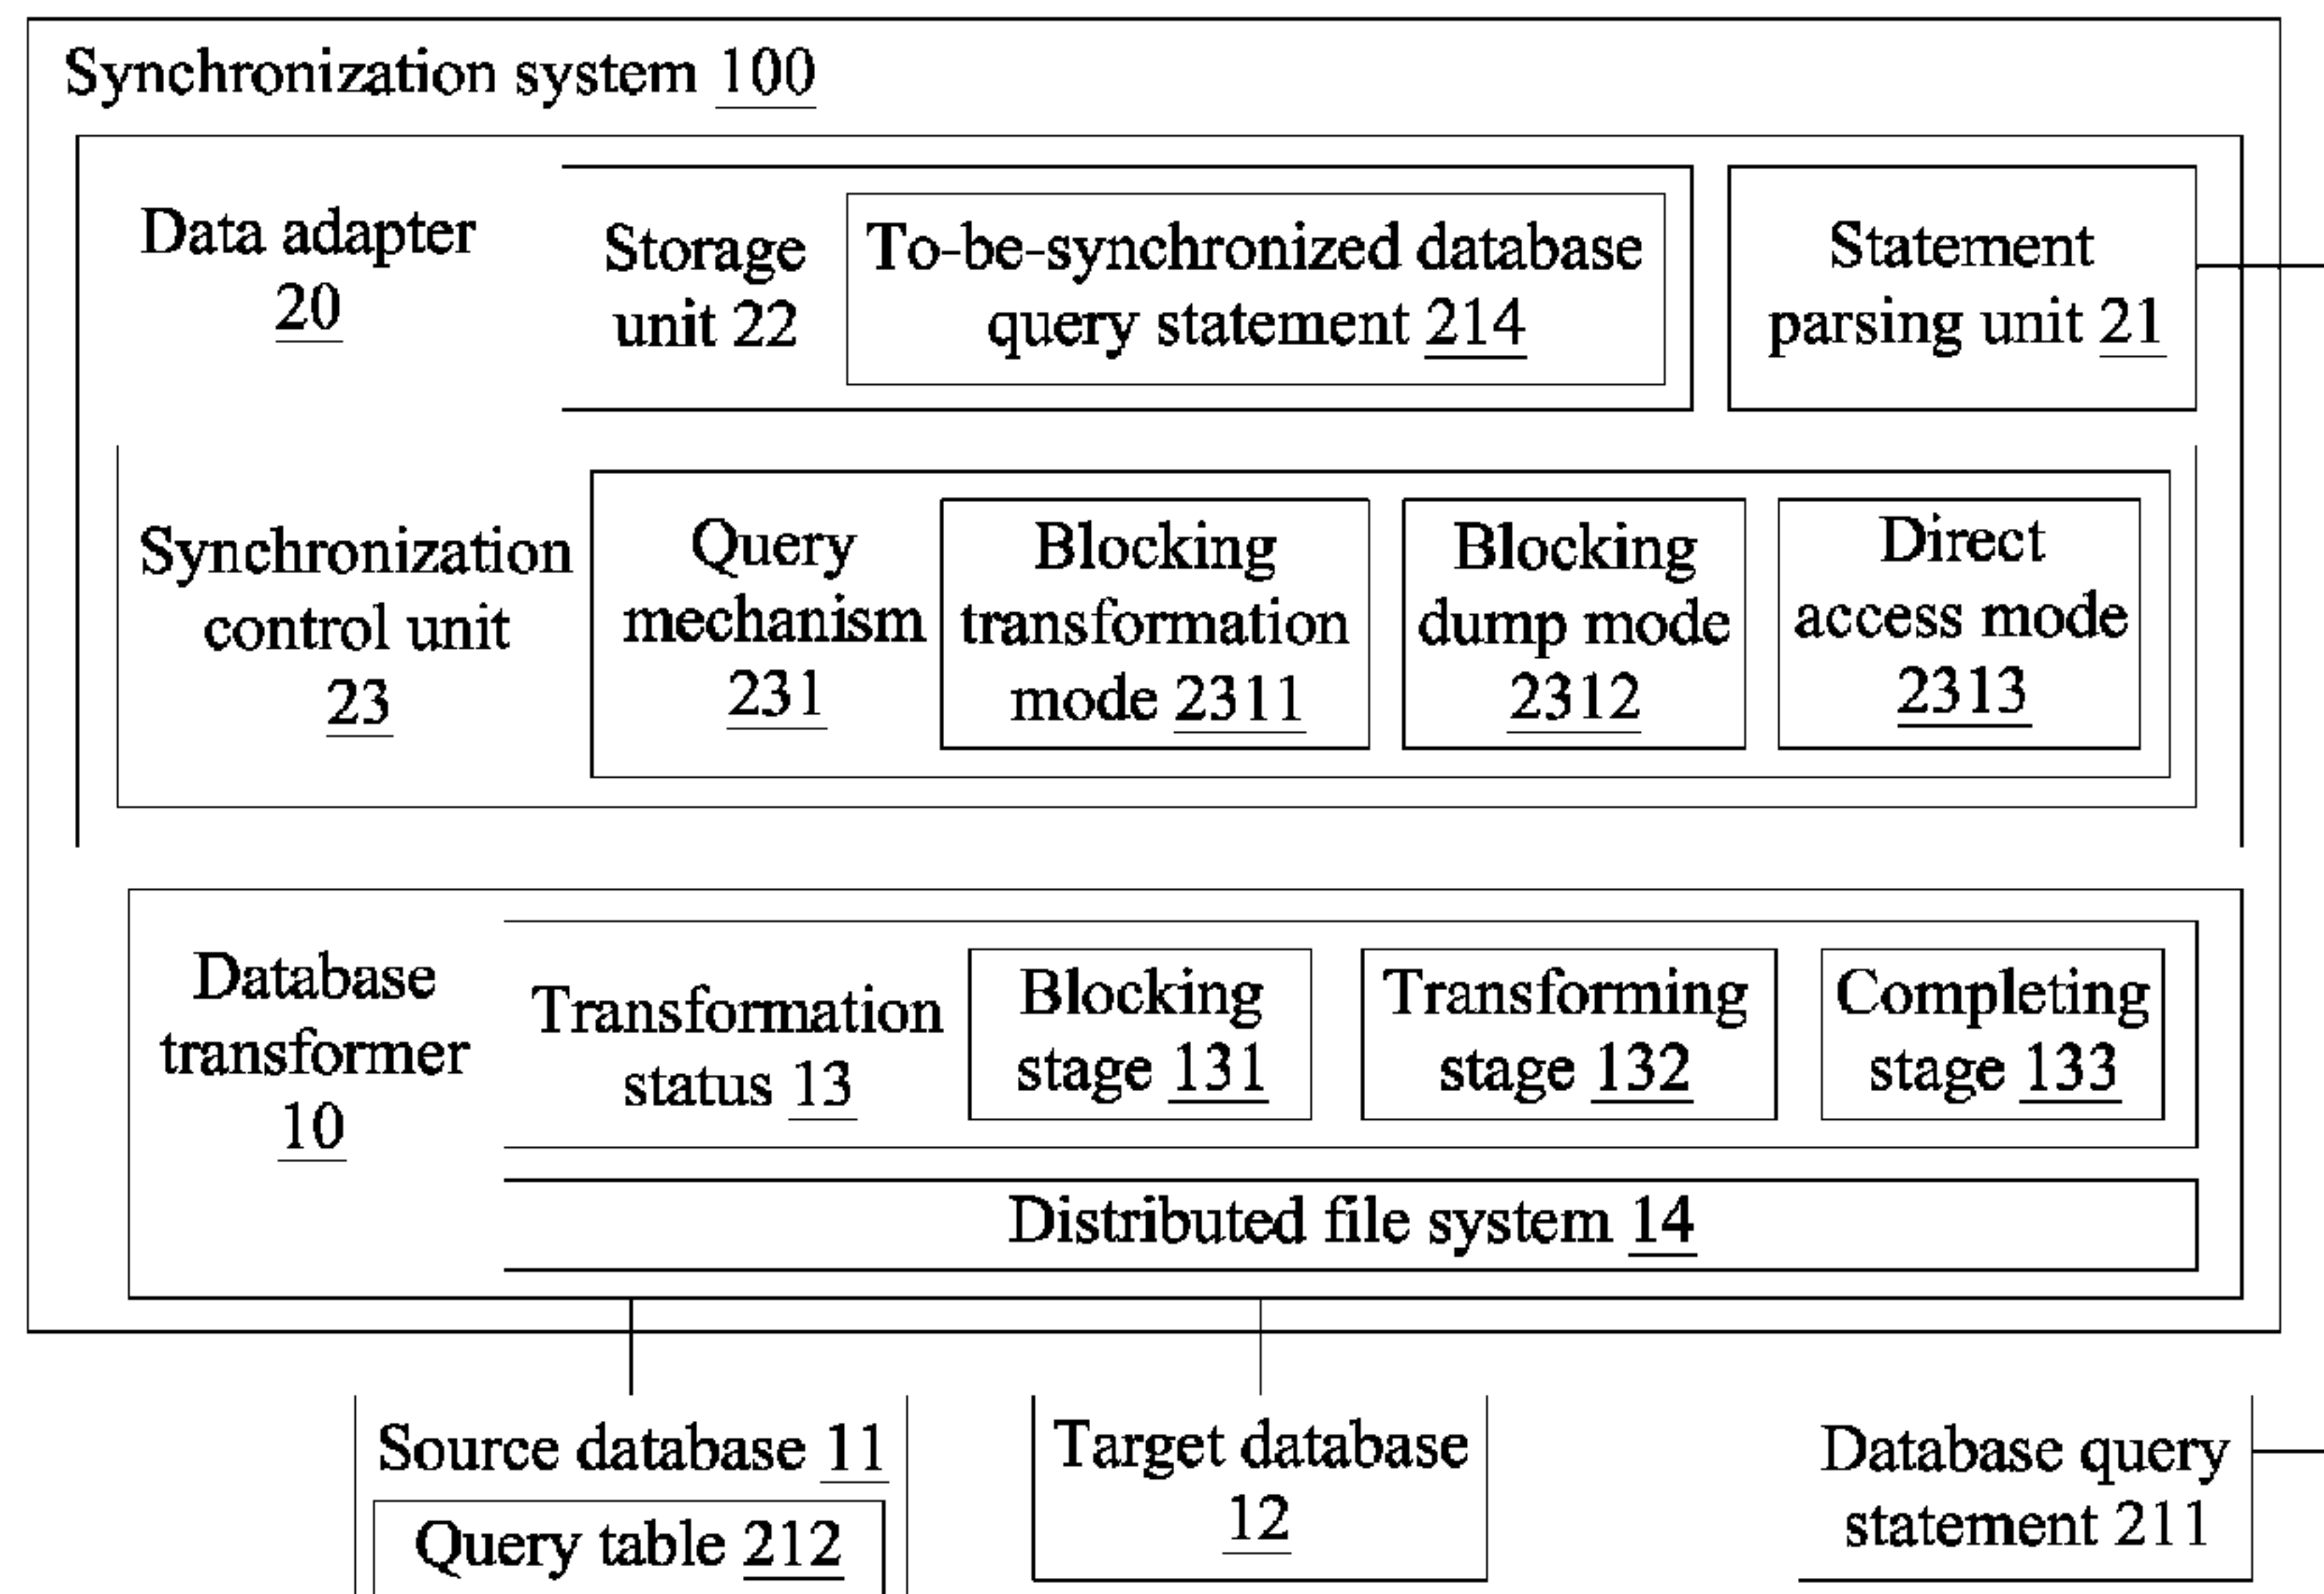 Synchronization system 100
Data adapter
20
Storage
unit 22
To-be-synchronized database
query statement 214
Statement
parsing unit 21
Synchronization
control unit
23
Query
mechanism
231
Blocking
transformation
mode 2311
Blocking
dump mode
2312
Direct
access mode
2313
Database
transformer
10
Transformation
status 13
Blocking
stage 131
Transforming
stage 132
Completing
stage 133
Distributed file system 14
Source database 11
Query table 212
Target database
12
Database query
statement 211